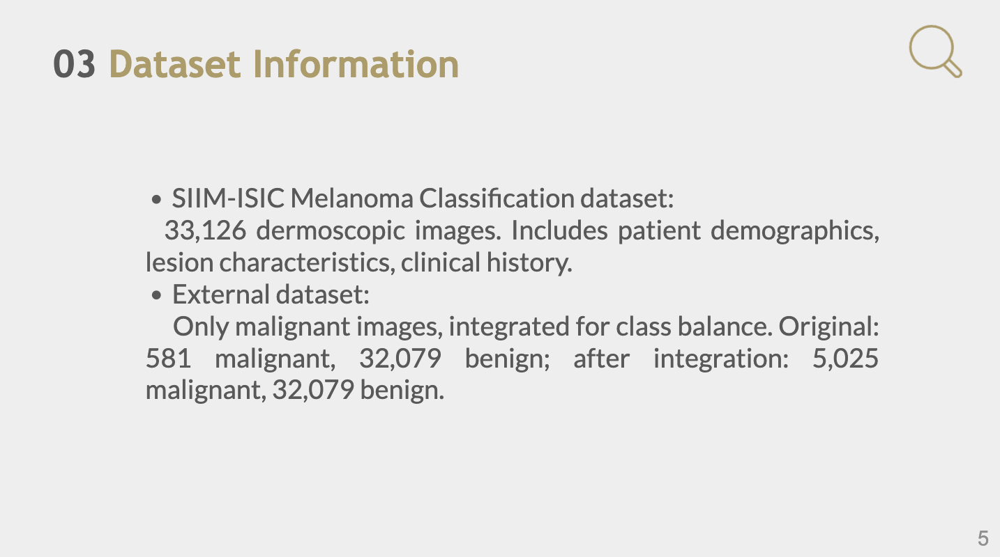 03 Dataset Information
• SIIM-ISIC Melanoma Classification dataset:
33,126 dermoscopic images. Includes patient demographics,
lesion characteristics, clinical history.
• External dataset:
Only malignant images, integrated for class balance. Original:
581 malignant, 32,079 benign; after integration: 5,025
malignant, 32,079 benign.
5